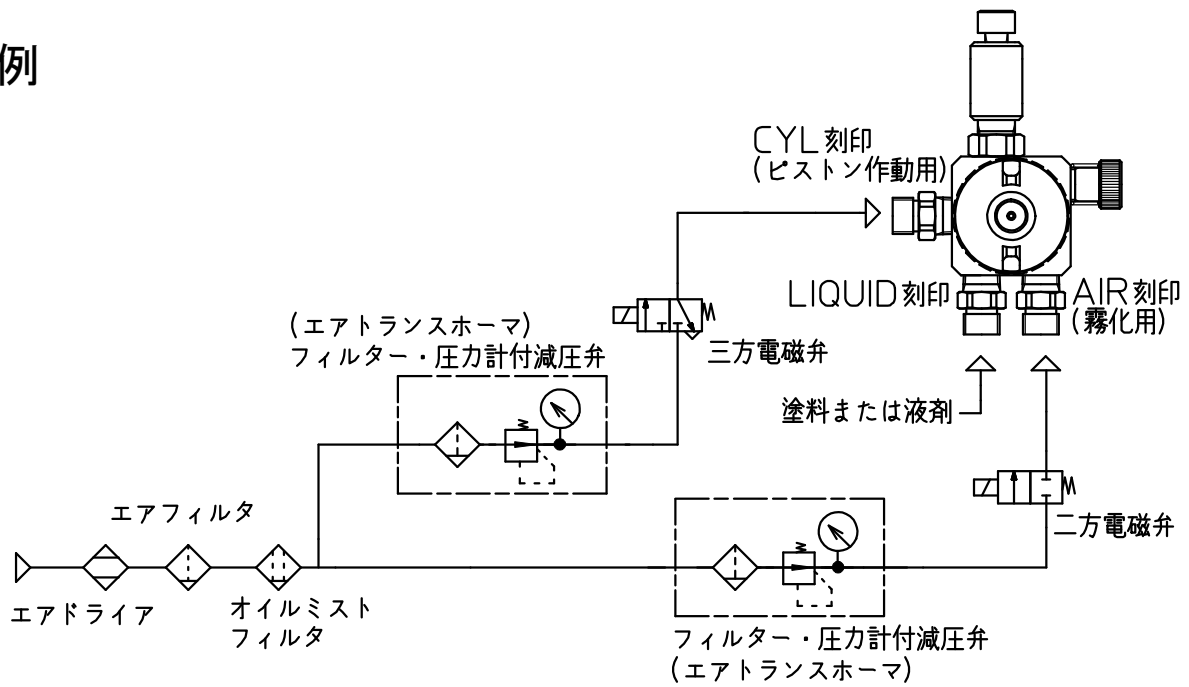 例
CYL刻印
(ピストン作動用)
LIQUID刻印
AIR刻印
(霧化用)
(エアトランスホーマ)
フィルター・圧力計付減圧弁
三方電磁弁
塗料または液剤
二方電磁弁
エアフィルタ
エアドライア
オイルミスト
フィルタ
フィルター・圧力計付減圧弁
(エアトランスホーマ)